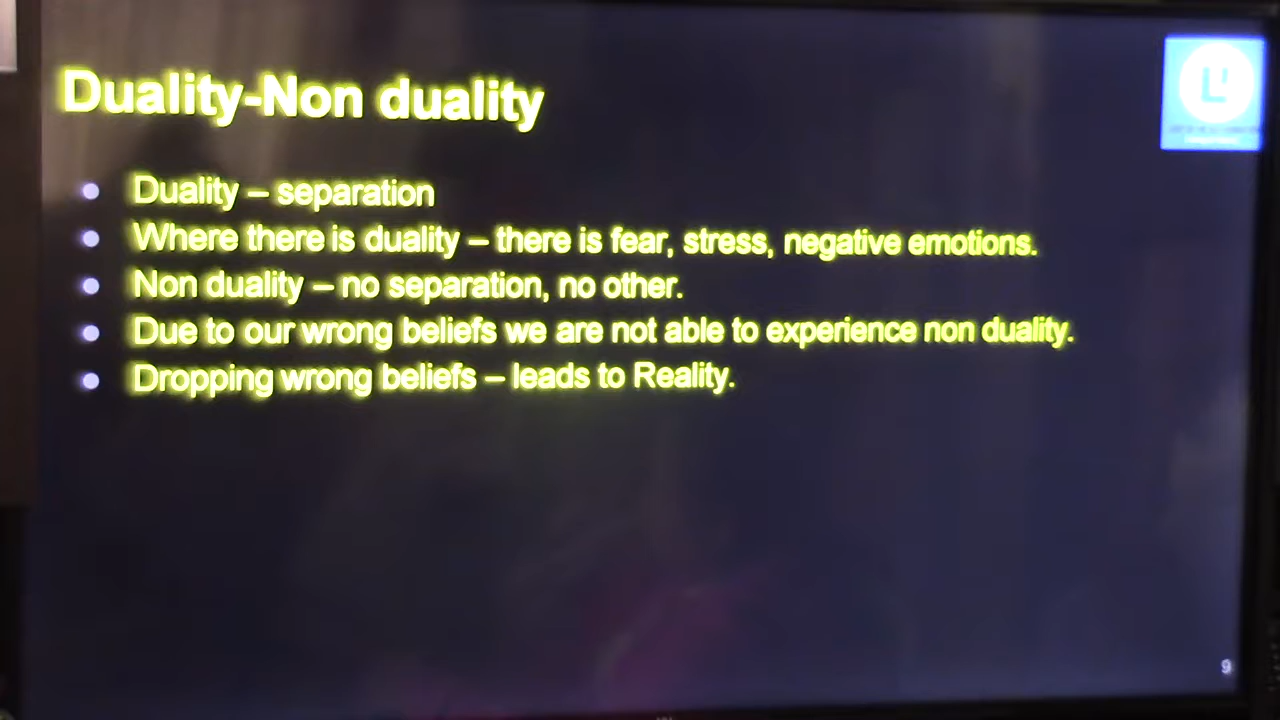 Duality-Non duality
Duality – separation
Where there is duality – there is fear, stress, negative emotions.
Non duality – no separation, no other.
Due to our wrong beliefs we are not able to experience non duality.
Dropping wrong beliefs – leads to Reality.
9